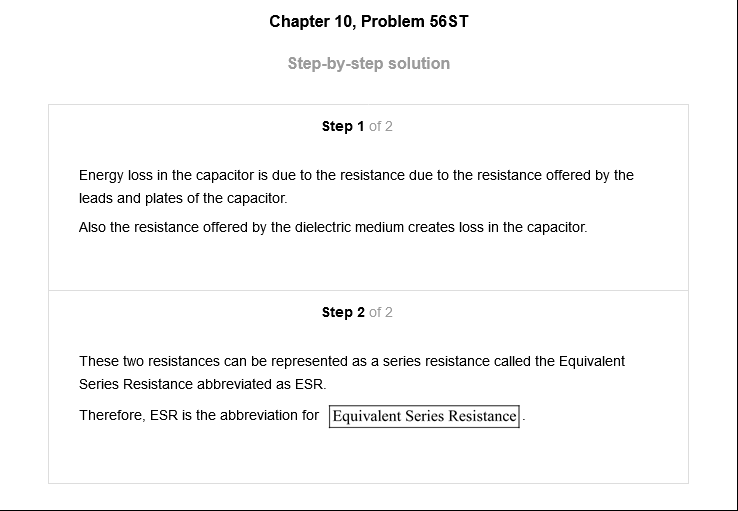 Chapter 10, Problem 56ST
Step-by-step solution
Step 1 of 2
Energy loss in the capacitor is due to the resistance due to the resistance offered by the
leads and plates of the capacitor.
Also the resistance offered by the dielectric medium creates loss in the capacitor.
Step 2 of 2
These two resistances can be represented as a series resistance called the Equivalent
Series Resistance abbreviated as ESR.
Therefore, ESR is the abbreviation for Equivalent Series Resistance.